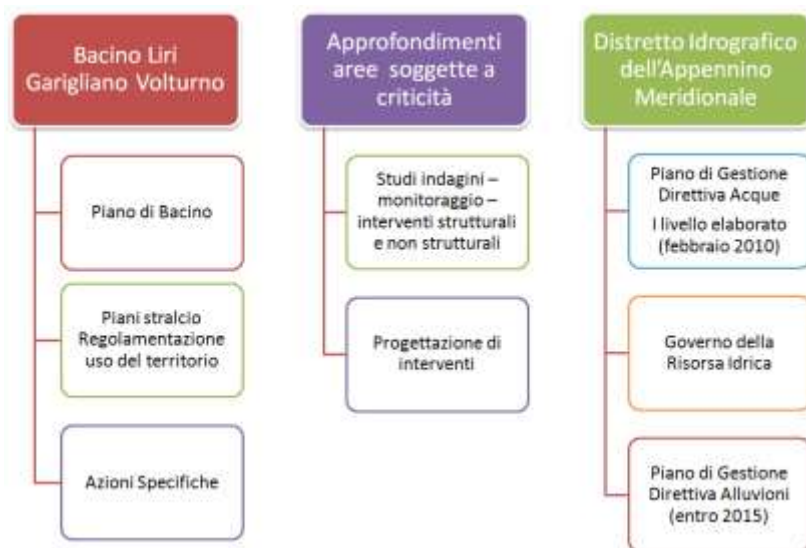 Bacino Liri
Garigliano Volturno
Piano di Bacino
Piani stralcio
Regolamentazione
uso del territorio
Azioni Specifiche
Approfondimenti
aree soggette a
criticità
Studi indagini –
monitoraggio –
interventi strutturali
e non strutturali
Progettazione di
interventi
Distretto Idrografico
dell’Appennino
Meridionale
Piano di Gestione
Direttiva Acque
I livello elaborato
(febbraio 2010)
Governo della
Risorsa Idrica
Piano di Gestione
Direttiva Alluvioni
(entro 2015)